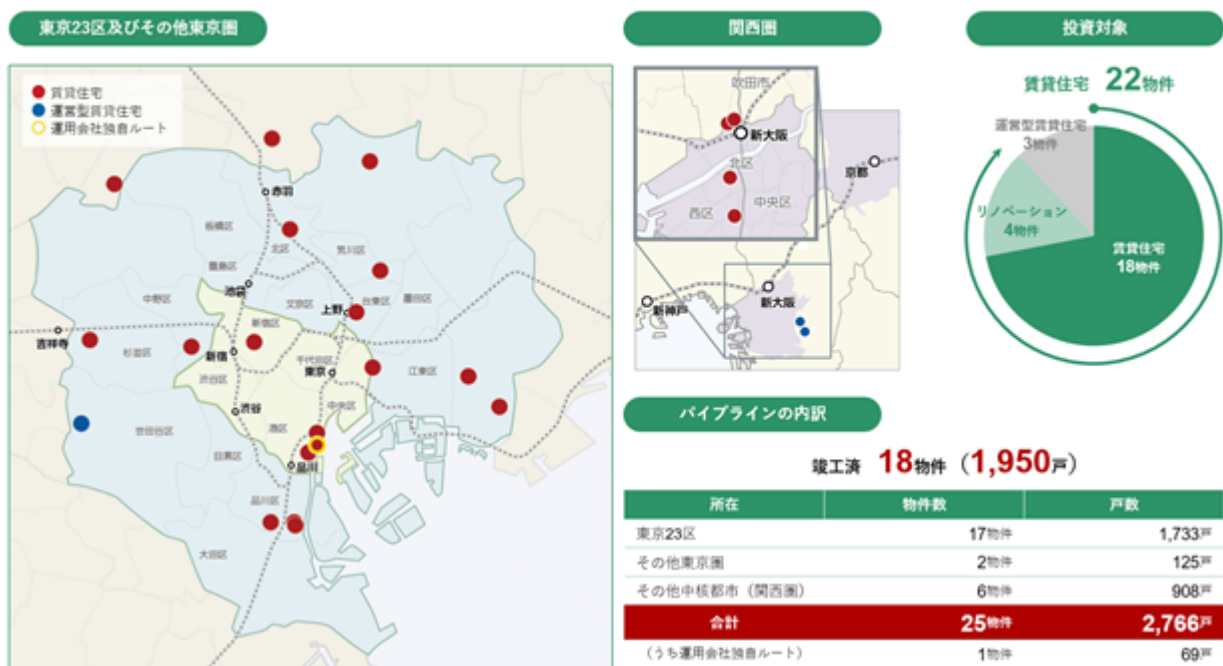 東京23区及びその他東京圏
賃貸住宅
運営型賃貸住宅
運用会社独自ルート
赤羽
板橋区
北区
荒川区
豊島区
池袋
中野区
文京区
台東区
墨田区
上野
吉祥寺
杉並区
新宿区
新宿
千代田区
東京
江東区
渋谷区
中央区
渋谷
港区
世田谷区
目黒区
品川
品川区
大田区
関西圏
吹田市
新大阪
北区
西区
中央区
京都
新大阪
新神戸
投資対象
賃貸住宅 22物件
運営型賃貸住宅
3物件
リノベーション
4物件
賃貸住宅
18物件
パイプラインの内訳
竣工済 18物件（1,950戸）
所在 物件数 戸数
東京23区 17物件 1,733戸
その他東京圏 2物件 125戸
その他中核都市（関西圏） 6物件 908戸
合計 25物件 2,766戸
（うち運用会社独自ルート） 1物件 69戸